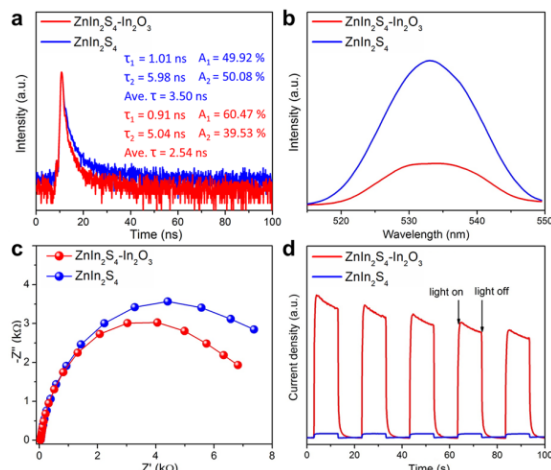 a
ZnIn2S4-In2O3
ZnIn2S4
τ1 = 1.01 ns A1 = 49.92 %
τ2 = 5.98 ns A2 = 50.08%
Ave. τ = 3.50 ns
τ1 = 0.91 ns A1 = 60.47 %
τ2 = 5.04 ns A2 = 39.53 %
Ave. τ = 2.54 ns
Intensity (a.u.)
0 20 40 60 80 100
Time (ns)
b
ZnIn2S4-In2O3
ZnIn2S4
Intensity (a.u.)
520 530 540 550
Wavelength (nm)
c
ZnIn2S4-In2O3
ZnIn2S4
-Z" (kΩ)
5
4
3
2
1
0
0 2 4 6 8
Z' (kΩ)
d
ZnIn2S4-In2O3
ZnIn2S4
light on
light off
Current density (a.u.)
0 20 40 60 80 100
Time (s)